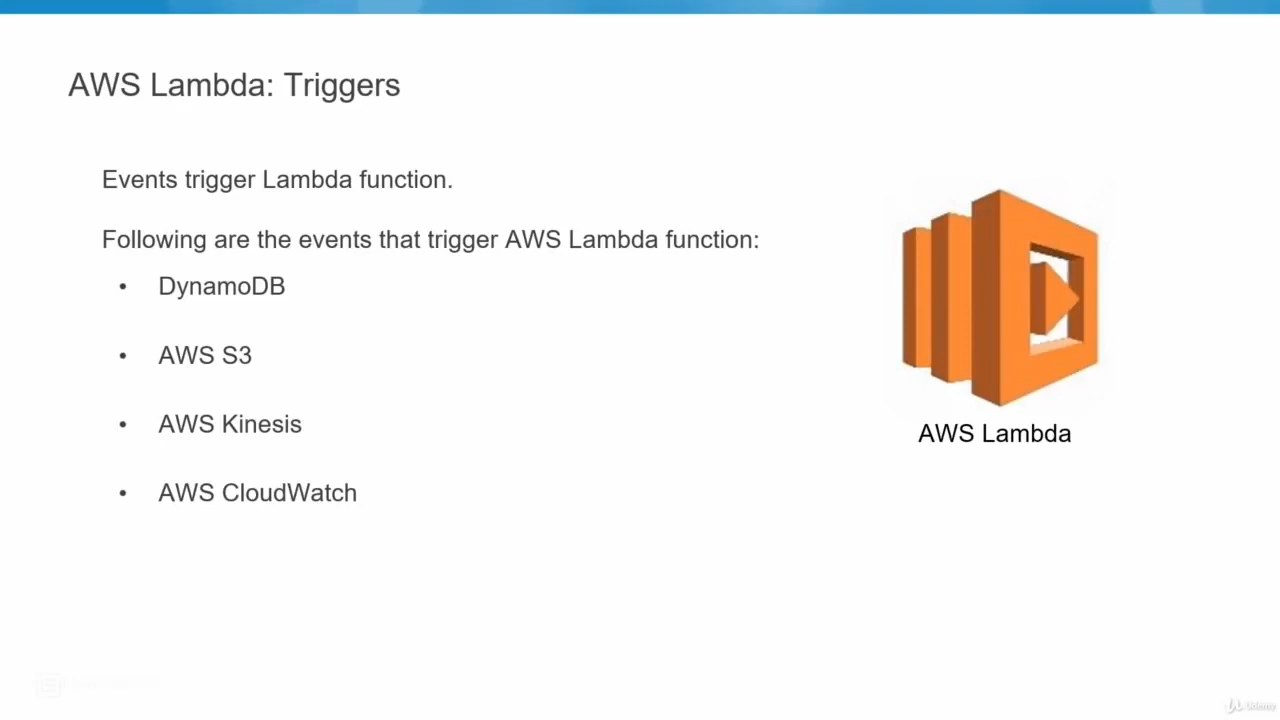 AWS Lambda: Triggers
Events trigger Lambda function.
Following are the events that trigger AWS Lambda function:
• DynamoDB
• AWS S3
• AWS Kinesis
• AWS CloudWatch
AWS Lambda
Udemy